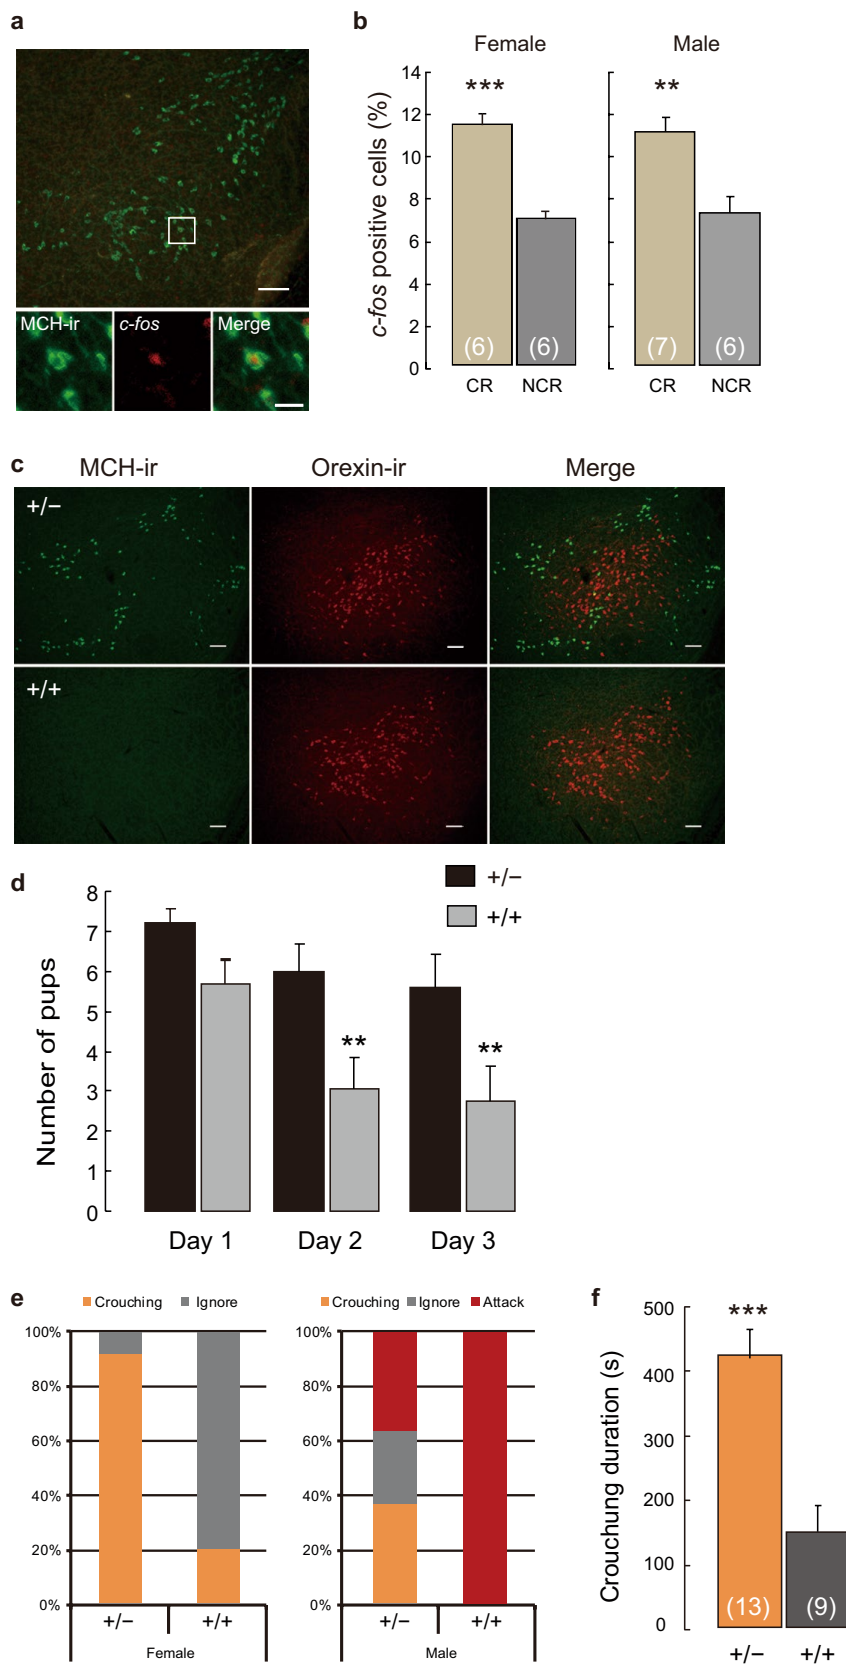 a
MCH-ir
c-fos
Merge
b
Female
Male
c-fos positive cells (%)
14
12
10
8
6
4
2
0
***
**
(6)
(6)
(7)
(6)
CR
NCR
CR
NCR
c
MCH-ir
Orexin-ir
Merge
+/−
+/+
d
+/−
+/+
Number of pups
8
7
6
5
4
3
2
1
0
**
**
Day 1
Day 2
Day 3
e
Crouching
Ignore
100%
80%
60%
40%
20%
0%
+/−
+/+
Female
Crouching
Ignore
Attack
100%
80%
60%
40%
20%
0%
+/−
+/+
Male
f
Crouchung duration (s)
500
400
300
200
100
0
***
(13)
(9)
+/−
+/+